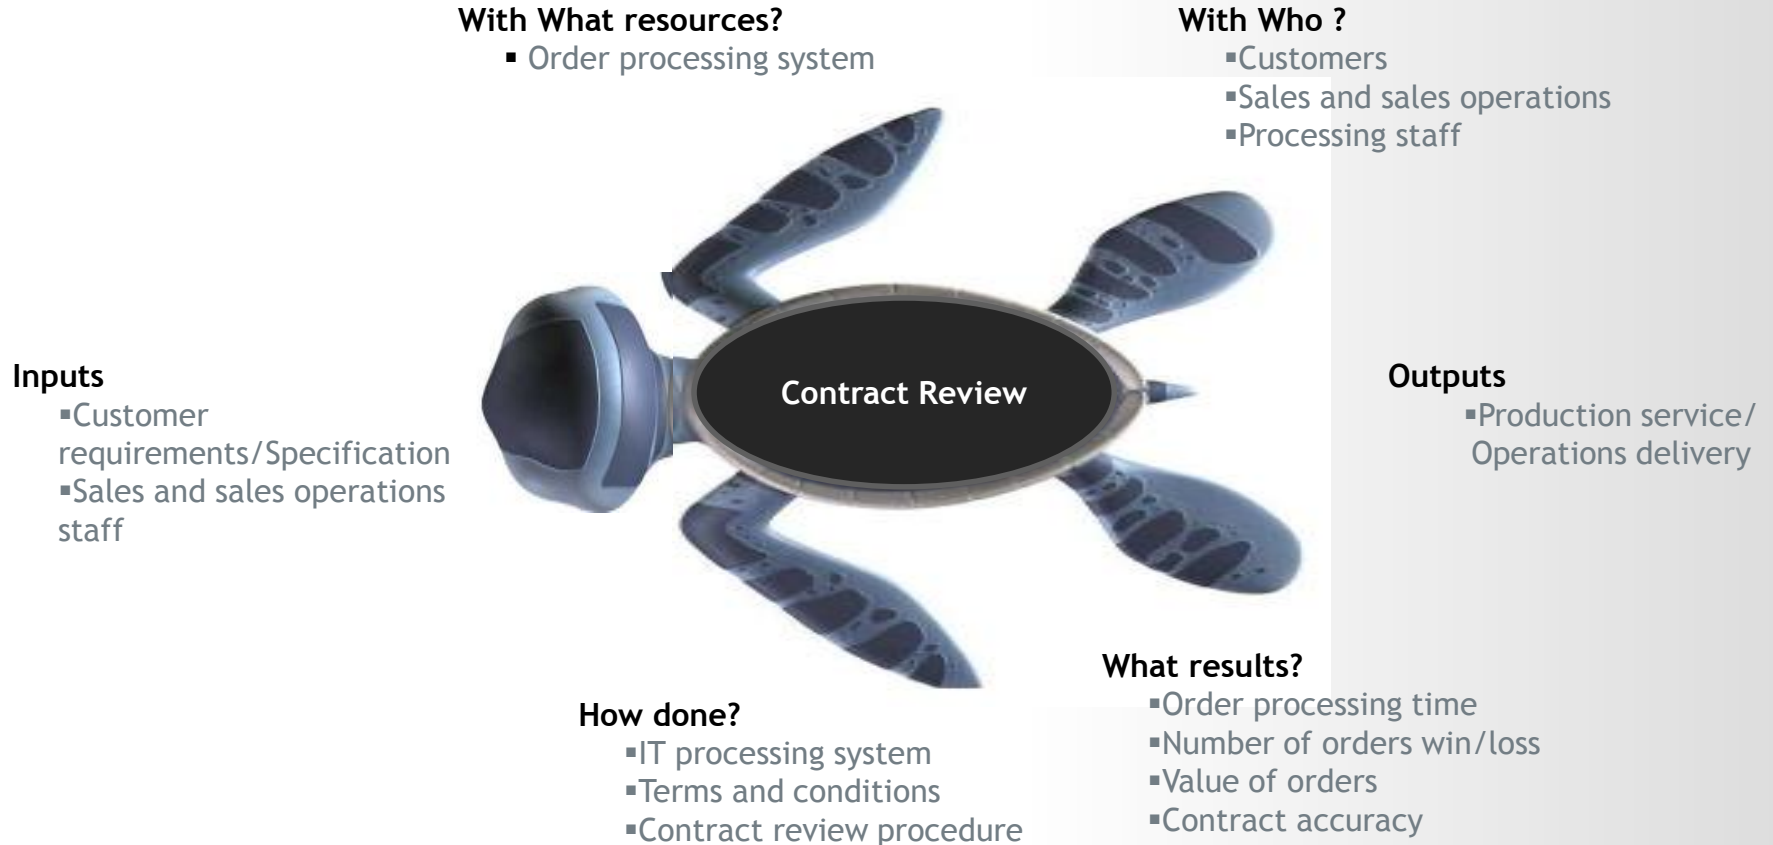 With What resources?
▪ Order processing system
With Who ?
▪Customers
▪Sales and sales operations
▪Processing staff
Inputs
▪Customer
requirements/Specification
▪Sales and sales operations
staff
Contract Review
Outputs
▪Production service/
Operations delivery
How done?
▪IT processing system
▪Terms and conditions
▪Contract review procedure
What results?
▪Order processing time
▪Number of orders win/loss
▪Value of orders
▪Contract accuracy